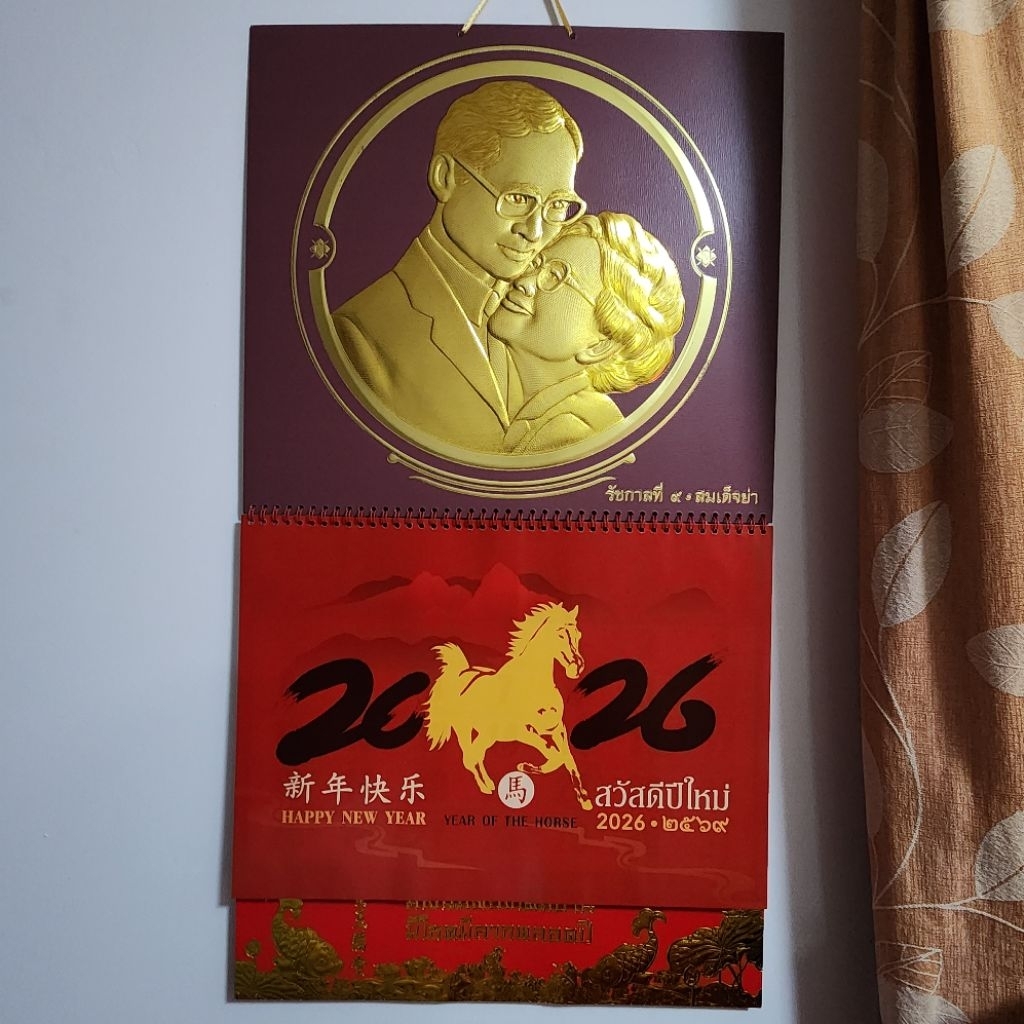 รัชกาลที่ ๙ • สมเด็จย่า
2026
新年快乐
HAPPY NEW YEAR
馬
YEAR OF THE HORSE
สวัสดีปีใหม่
2026 • ๒๕๖๙